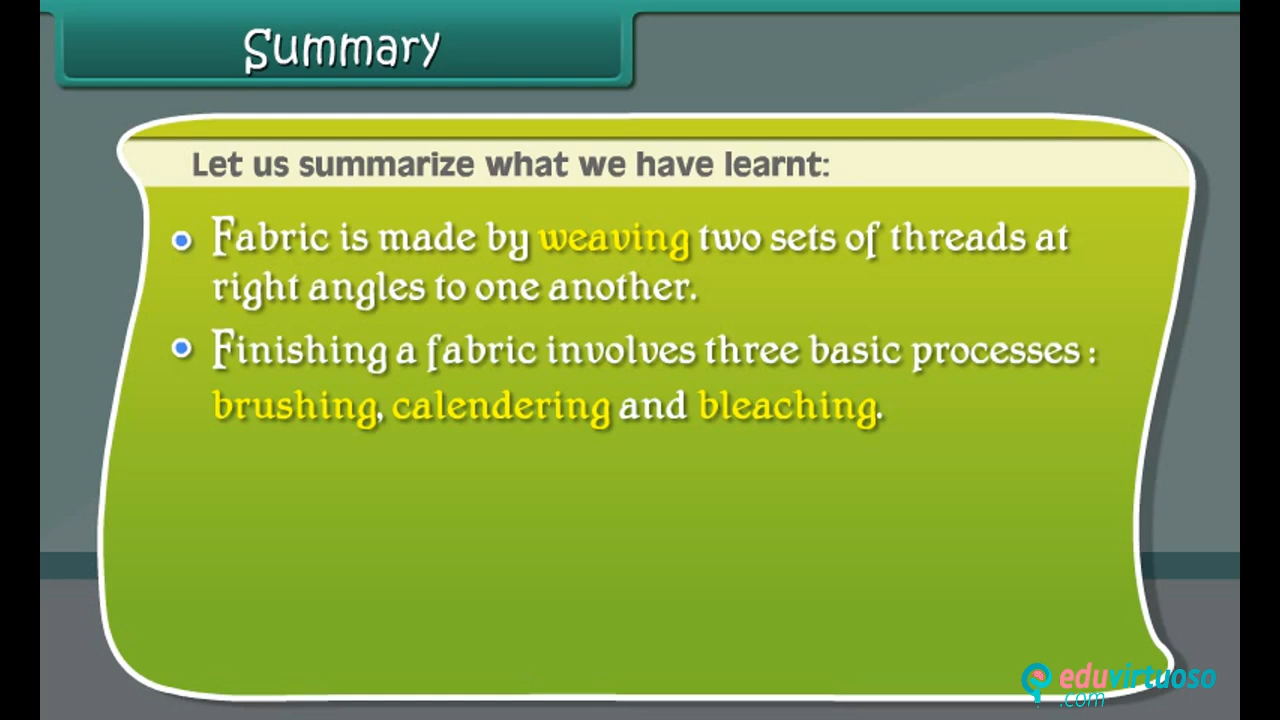 Summary
Let us summarize what we have learnt:
Fabric is made by weaving two sets of threads at
right angles to one another.
Finishing a fabric involves three basic processes :
brushing, calendering and bleaching.
eduvirtuoso
.com